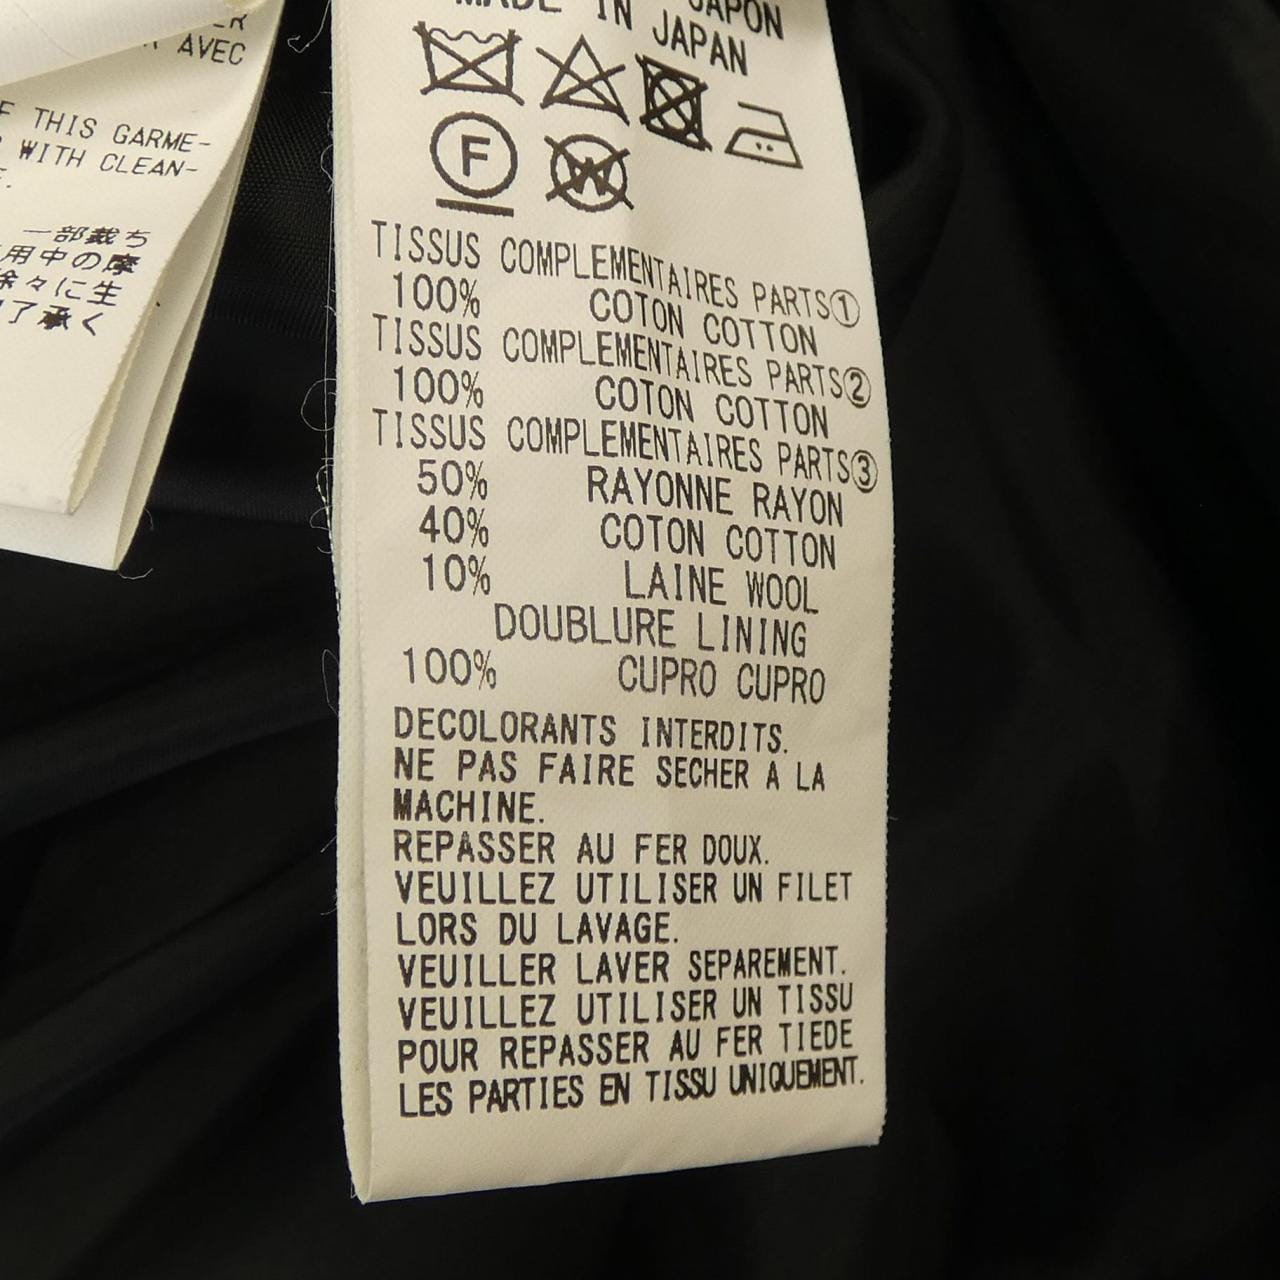 AVEC
THIS GARME-
WITH CLEAN-
一部裁ち
用中の摩
々に生
了承く
JAPON
MADE IN JAPAN
F
W
TISSUS COMPLEMENTAIRES PARTS①
100% COTON COTTON
TISSUS COMPLEMENTAIRES PARTS②
100% COTON COTTON
TISSUS COMPLEMENTAIRES PARTS③
50% RAYONNE RAYON
40% COTON COTTON
10% LAINE WOOL
DOUBLURE LINING
100% CUPRO CUPRO
DECOLORANTS INTERDITS.
NE PAS FAIRE SECHER A LA
MACHINE.
REPASSER AU FER DOUX.
VEUILLEZ UTILISER UN FILET
LORS DU LAVAGE.
VEUILLER LAVER SEPAREMENT.
VEUILLEZ UTILISER UN TISSU
POUR REPASSER AU FER TIEDE
LES PARTIES EN TISSU UNIQUEMENT.